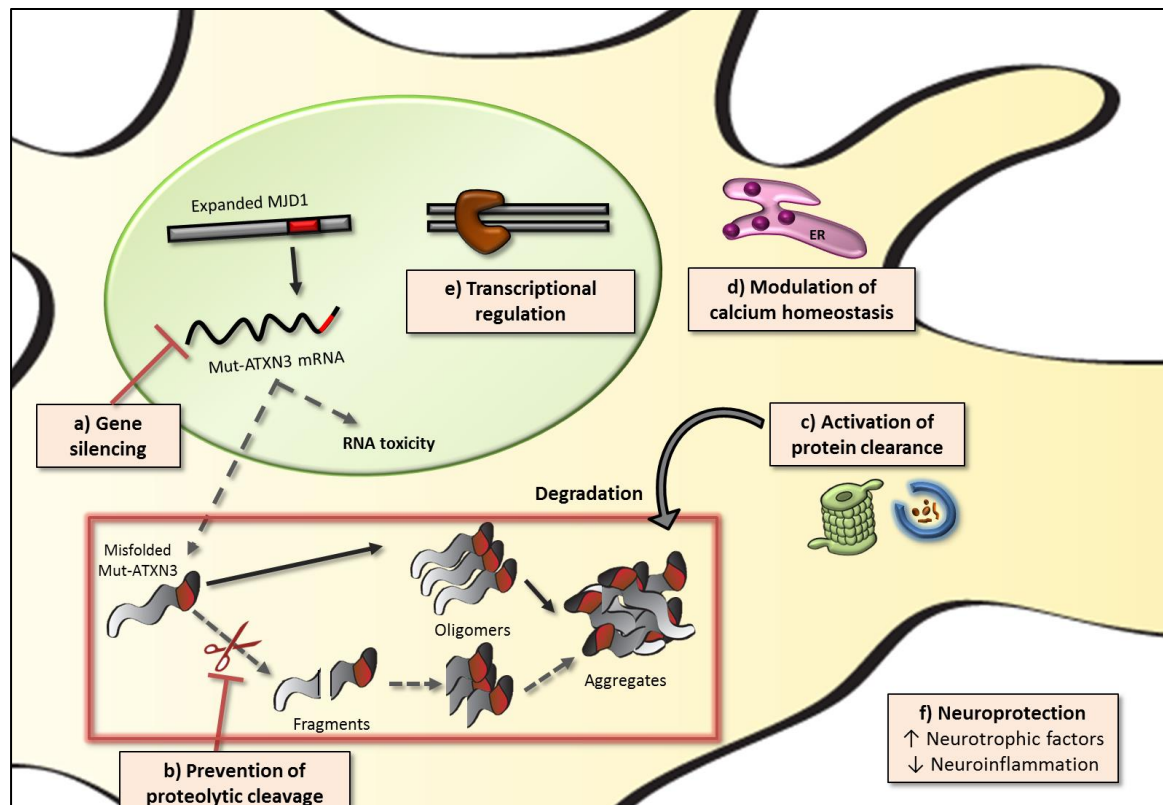 Expanded MJD1
Mut-ATXN3 mRNA
a) Gene
silencing
RNA toxicity
e) Transcriptional
regulation
ER
d) Modulation of
calcium homeostasis
c) Activation of
protein clearance
Degradation
Misfolded
Mut-ATXN3
Oligomers
Aggregates
Fragments
b) Prevention of
proteolytic cleavage
f) Neuroprotection
↑ Neurotrophic factors
↓ Neuroinflammation